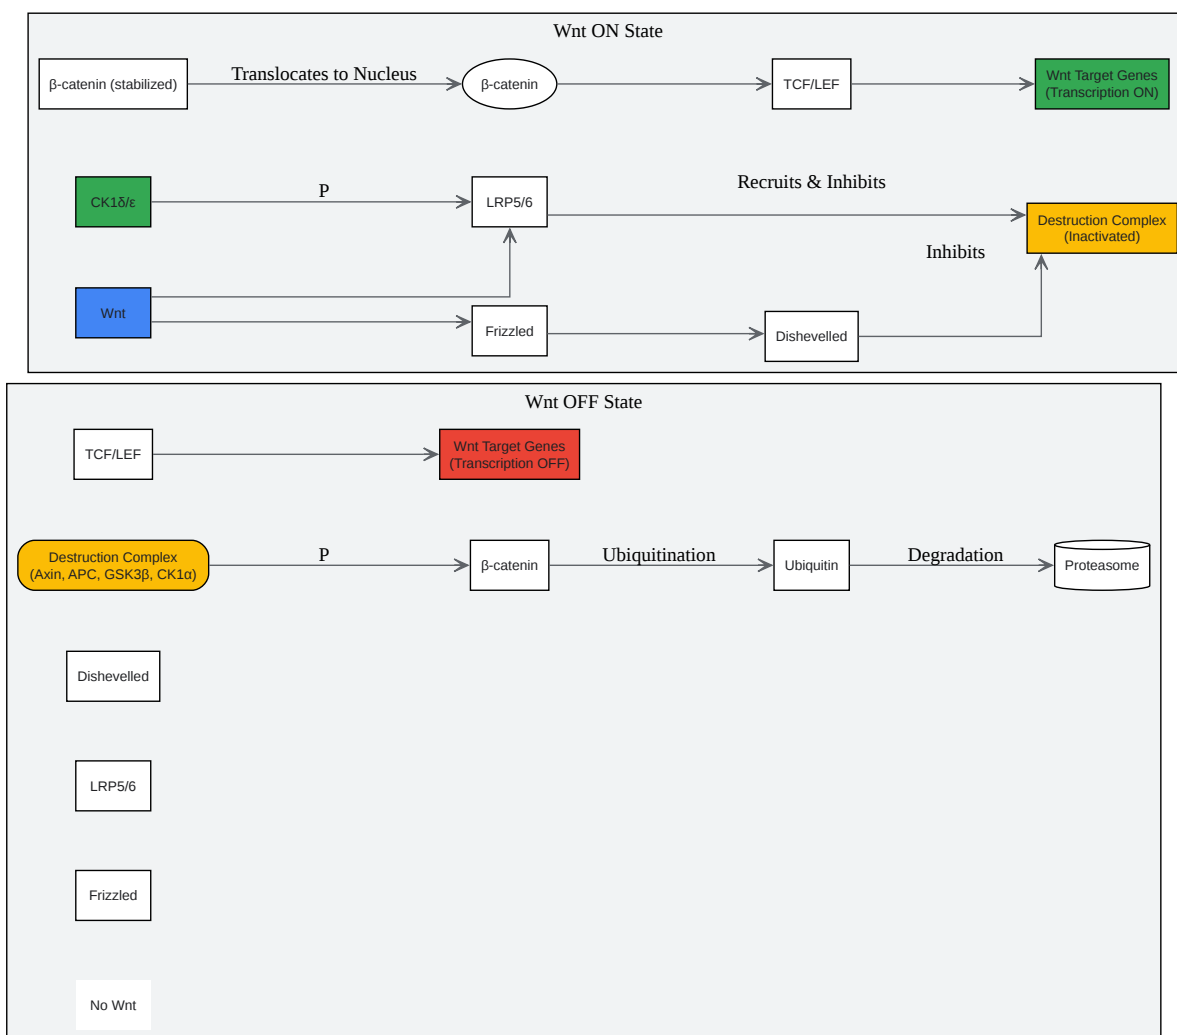 Wnt ON State
β-catenin (stabilized)
Translocates to Nucleus
β-catenin
TCF/LEF
Wnt Target Genes
(Transcription ON)
CK1δ/ε
P
LRP5/6
Recruits & Inhibits
Destruction Complex
(Inactivated)
Inhibits
Wnt
Frizzled
Dishevelled
Wnt OFF State
TCF/LEF
Wnt Target Genes
(Transcription OFF)
Destruction Complex
(Axin, APC, GSK3β, CK1α)
P
β-catenin
Ubiquitination
Ubiquitin
Degradation
Proteasome
Dishevelled
LRP5/6
Frizzled
No Wnt